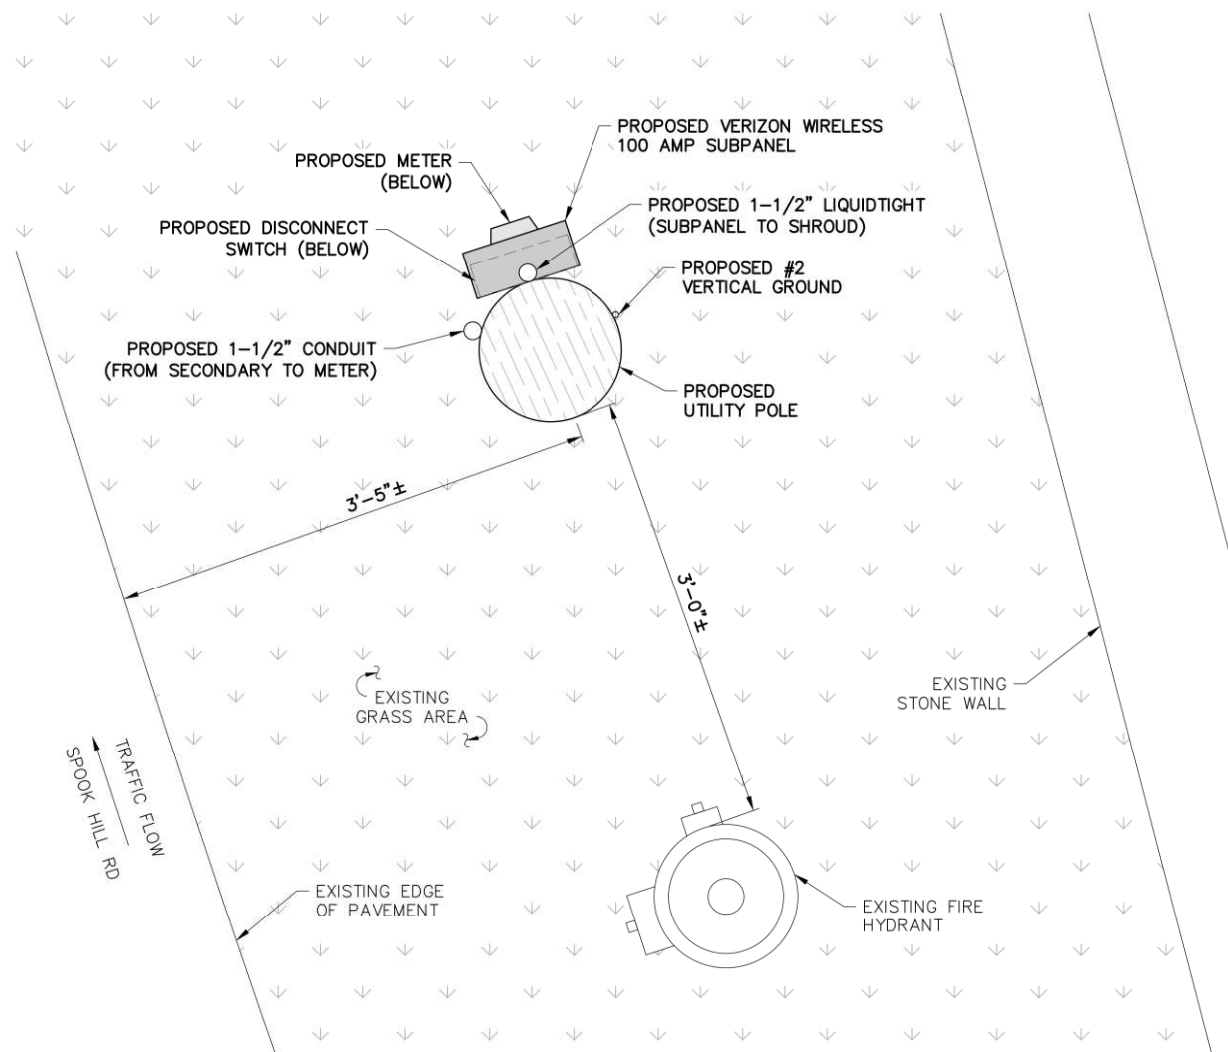 PROPOSED VERIZON WIRELESS
100 AMP SUBPANEL
PROPOSED METER
(BELOW)
PROPOSED 1-1/2" LIQUIDTIGHT
(SUBPANEL TO SHROUD)
PROPOSED DISCONNECT
SWITCH (BELOW)
PROPOSED #2
VERTICAL GROUND
PROPOSED 1-1/2" CONDUIT
(FROM SECONDARY TO METER)
PROPOSED
UTILITY POLE
3'-5"±
3'-0"±
EXISTING
STONE WALL
EXISTING
GRASS AREA
TRAFFIC FLOW
SPOOK HILL RD
EXISTING EDGE
OF PAVEMENT
EXISTING FIRE
HYDRANT